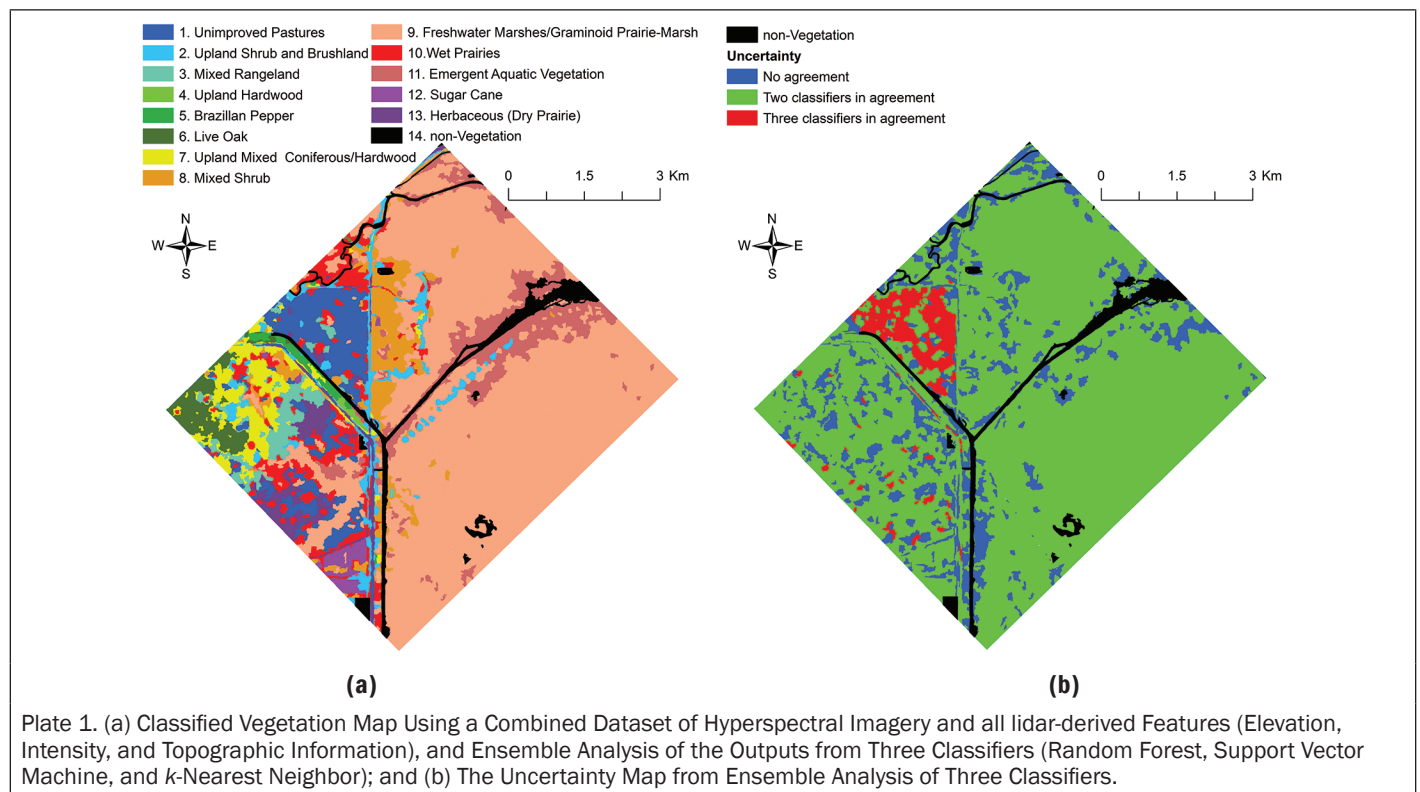 1. Unimproved Pastures
2. Upland Shrub and Brushland
3. Mixed Rangeland
4. Upland Hardwood
5. Brazillan Pepper
6. Live Oak
7. Upland Mixed Coniferous/Hardwood
8. Mixed Shrub
9. Freshwater Marshes/Graminoid Prairie-Marsh
10.Wet Prairies
11. Emergent Aquatic Vegetation
12. Sugar Cane
13. Herbaceous (Dry Prairie)
14. non-Vegetation
0 1.5 3 Km
N
W E
S
(a)
non-Vegetation
Uncertainty
No agreement
Two classifiers in agreement
Three classifiers in agreement
0 1.5 3 Km
N
W E
S
(b)
Plate 1. (a) Classified Vegetation Map Using a Combined Dataset of Hyperspectral Imagery and all lidar-derived Features (Elevation,
Intensity, and Topographic Information), and Ensemble Analysis of the Outputs from Three Classifiers (Random Forest, Support Vector
Machine, and k-Nearest Neighbor); and (b) The Uncertainty Map from Ensemble Analysis of Three Classifiers.